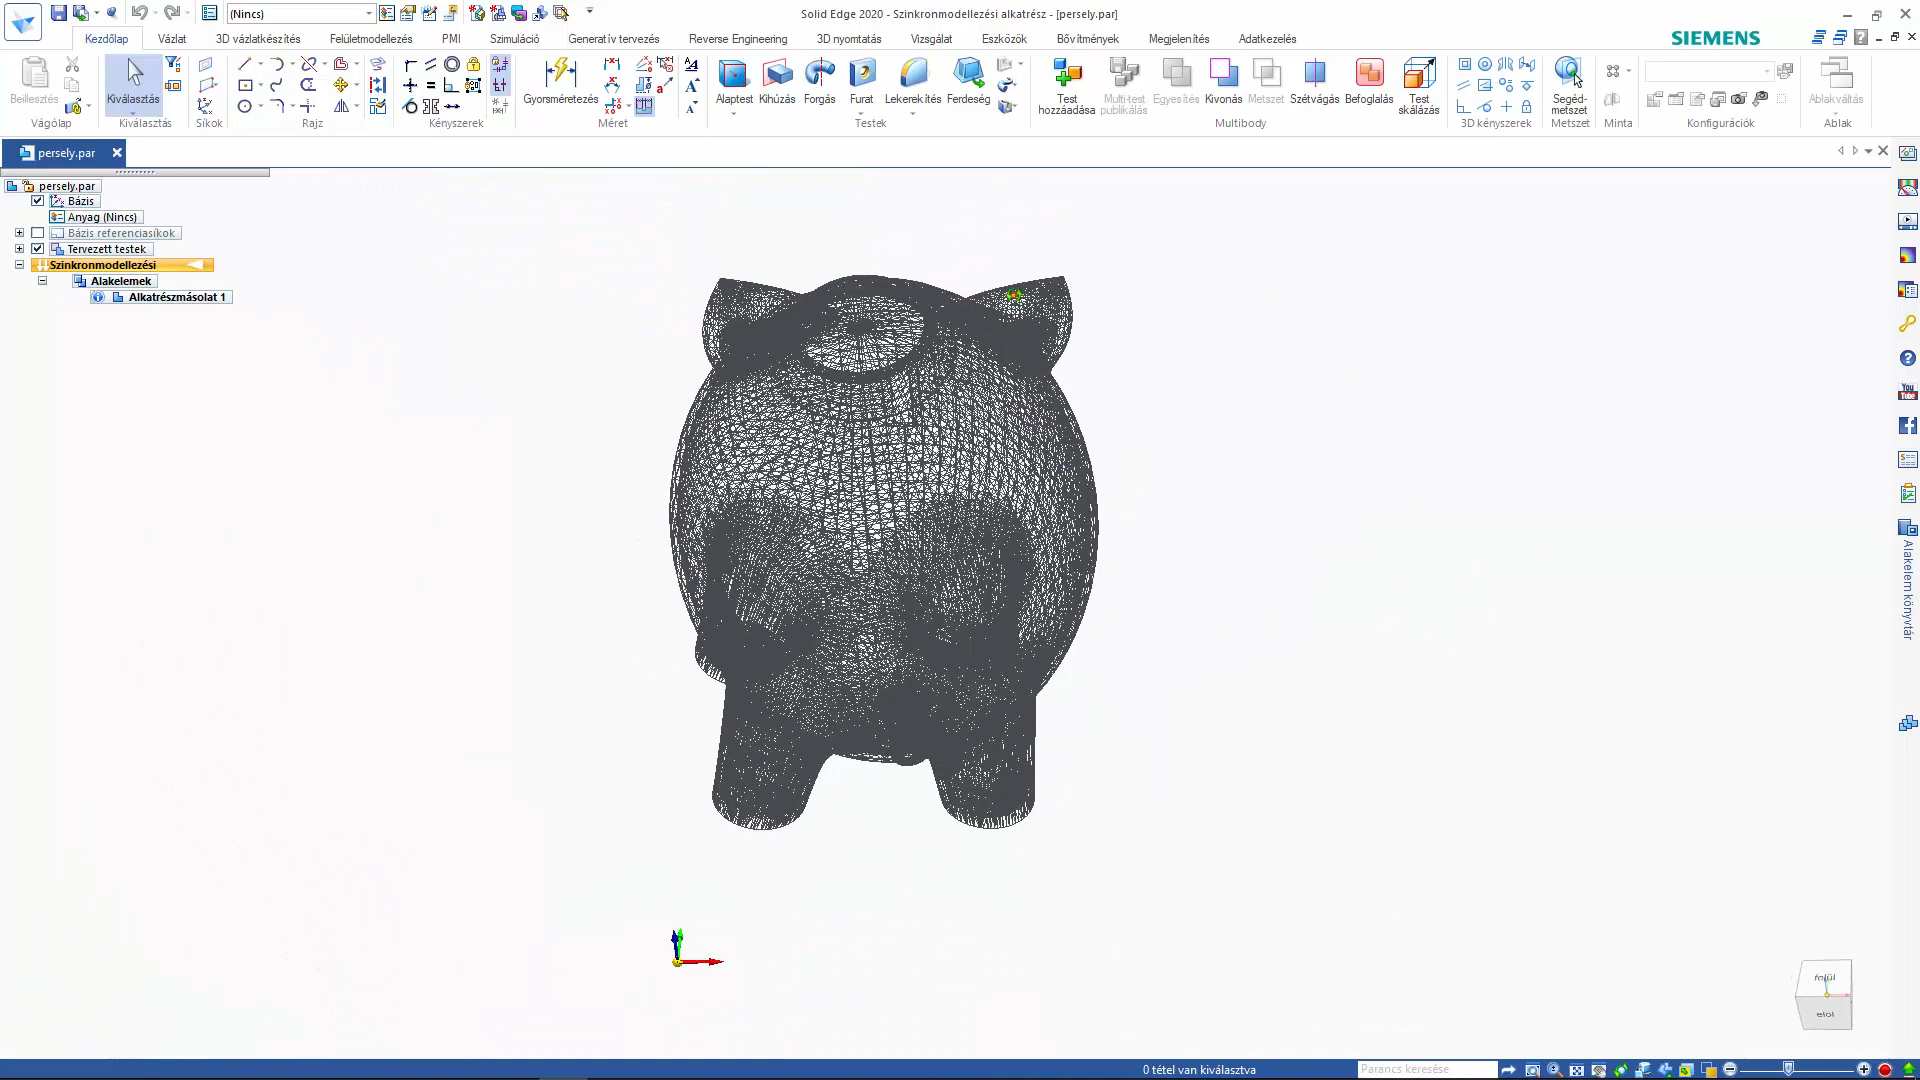 (Nincs)
Solid Edge 2020 - Szinkronmodellezési alkatrész - [persely.par]
Kezdőlap Vázlat 3D vázlatkészítés Felületmodellezés PMI Szimuláció Generatív tervezés Reverse Engineering 3D nyomtatás Vizsgálat Eszközök Bővítmények Megjelenítés Adatkezelés
SIEMENS
Beillesztés
Kiválasztás
Gyorsméretezés
Alaptest
Kihúzás
Forgás
Furat
Lekerekítés
Ferdeség
Test hozzáadása
Multi-test publikálás
Egyesítés
Kivonás
Metszet
Szétvágás
Befoglalás
Test skálázás
Segéd-metszet
Ablakváltás
Vágólap Kiválasztás Síkok Rajz Kényszerek Méret Testek Multibody 3D kényszerek Metszet Minta Konfigurációk Ablak
persely.par
persely.par
Bázis
Anyag (Nincs)
Bázis referenciasíkok
Tervezett testek
Szinkronmodellezési
Alakelemek
Alkatrészmásolat 1
You
Tube
Alakelem könyvtár
felül
elöl
0 tétel van kiválasztva
Parancs keresése